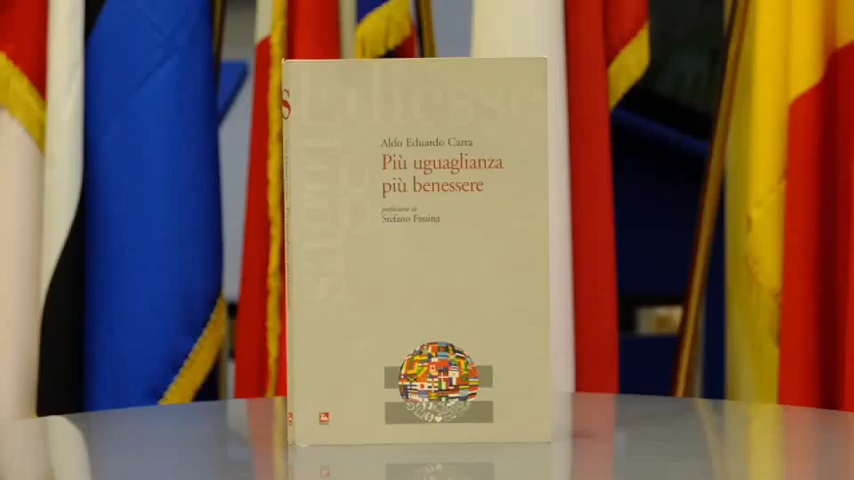 Aldo Eduardo Carra
Più uguaglianza
più benessere
prefazione di
Stefano Fassina